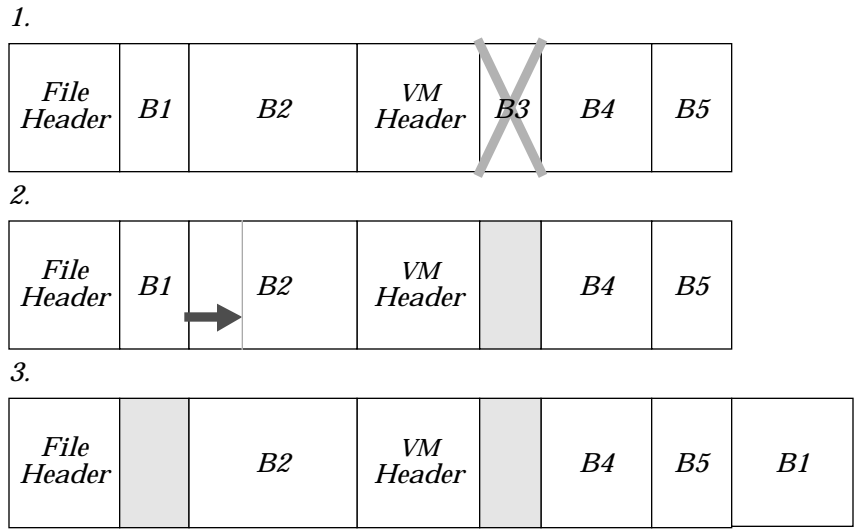 1.
File Header B1 B2 VM Header B3 B4 B5
2.
File Header B1 B2 VM Header B4 B5
3.
File Header B2 VM Header B4 B5 B1